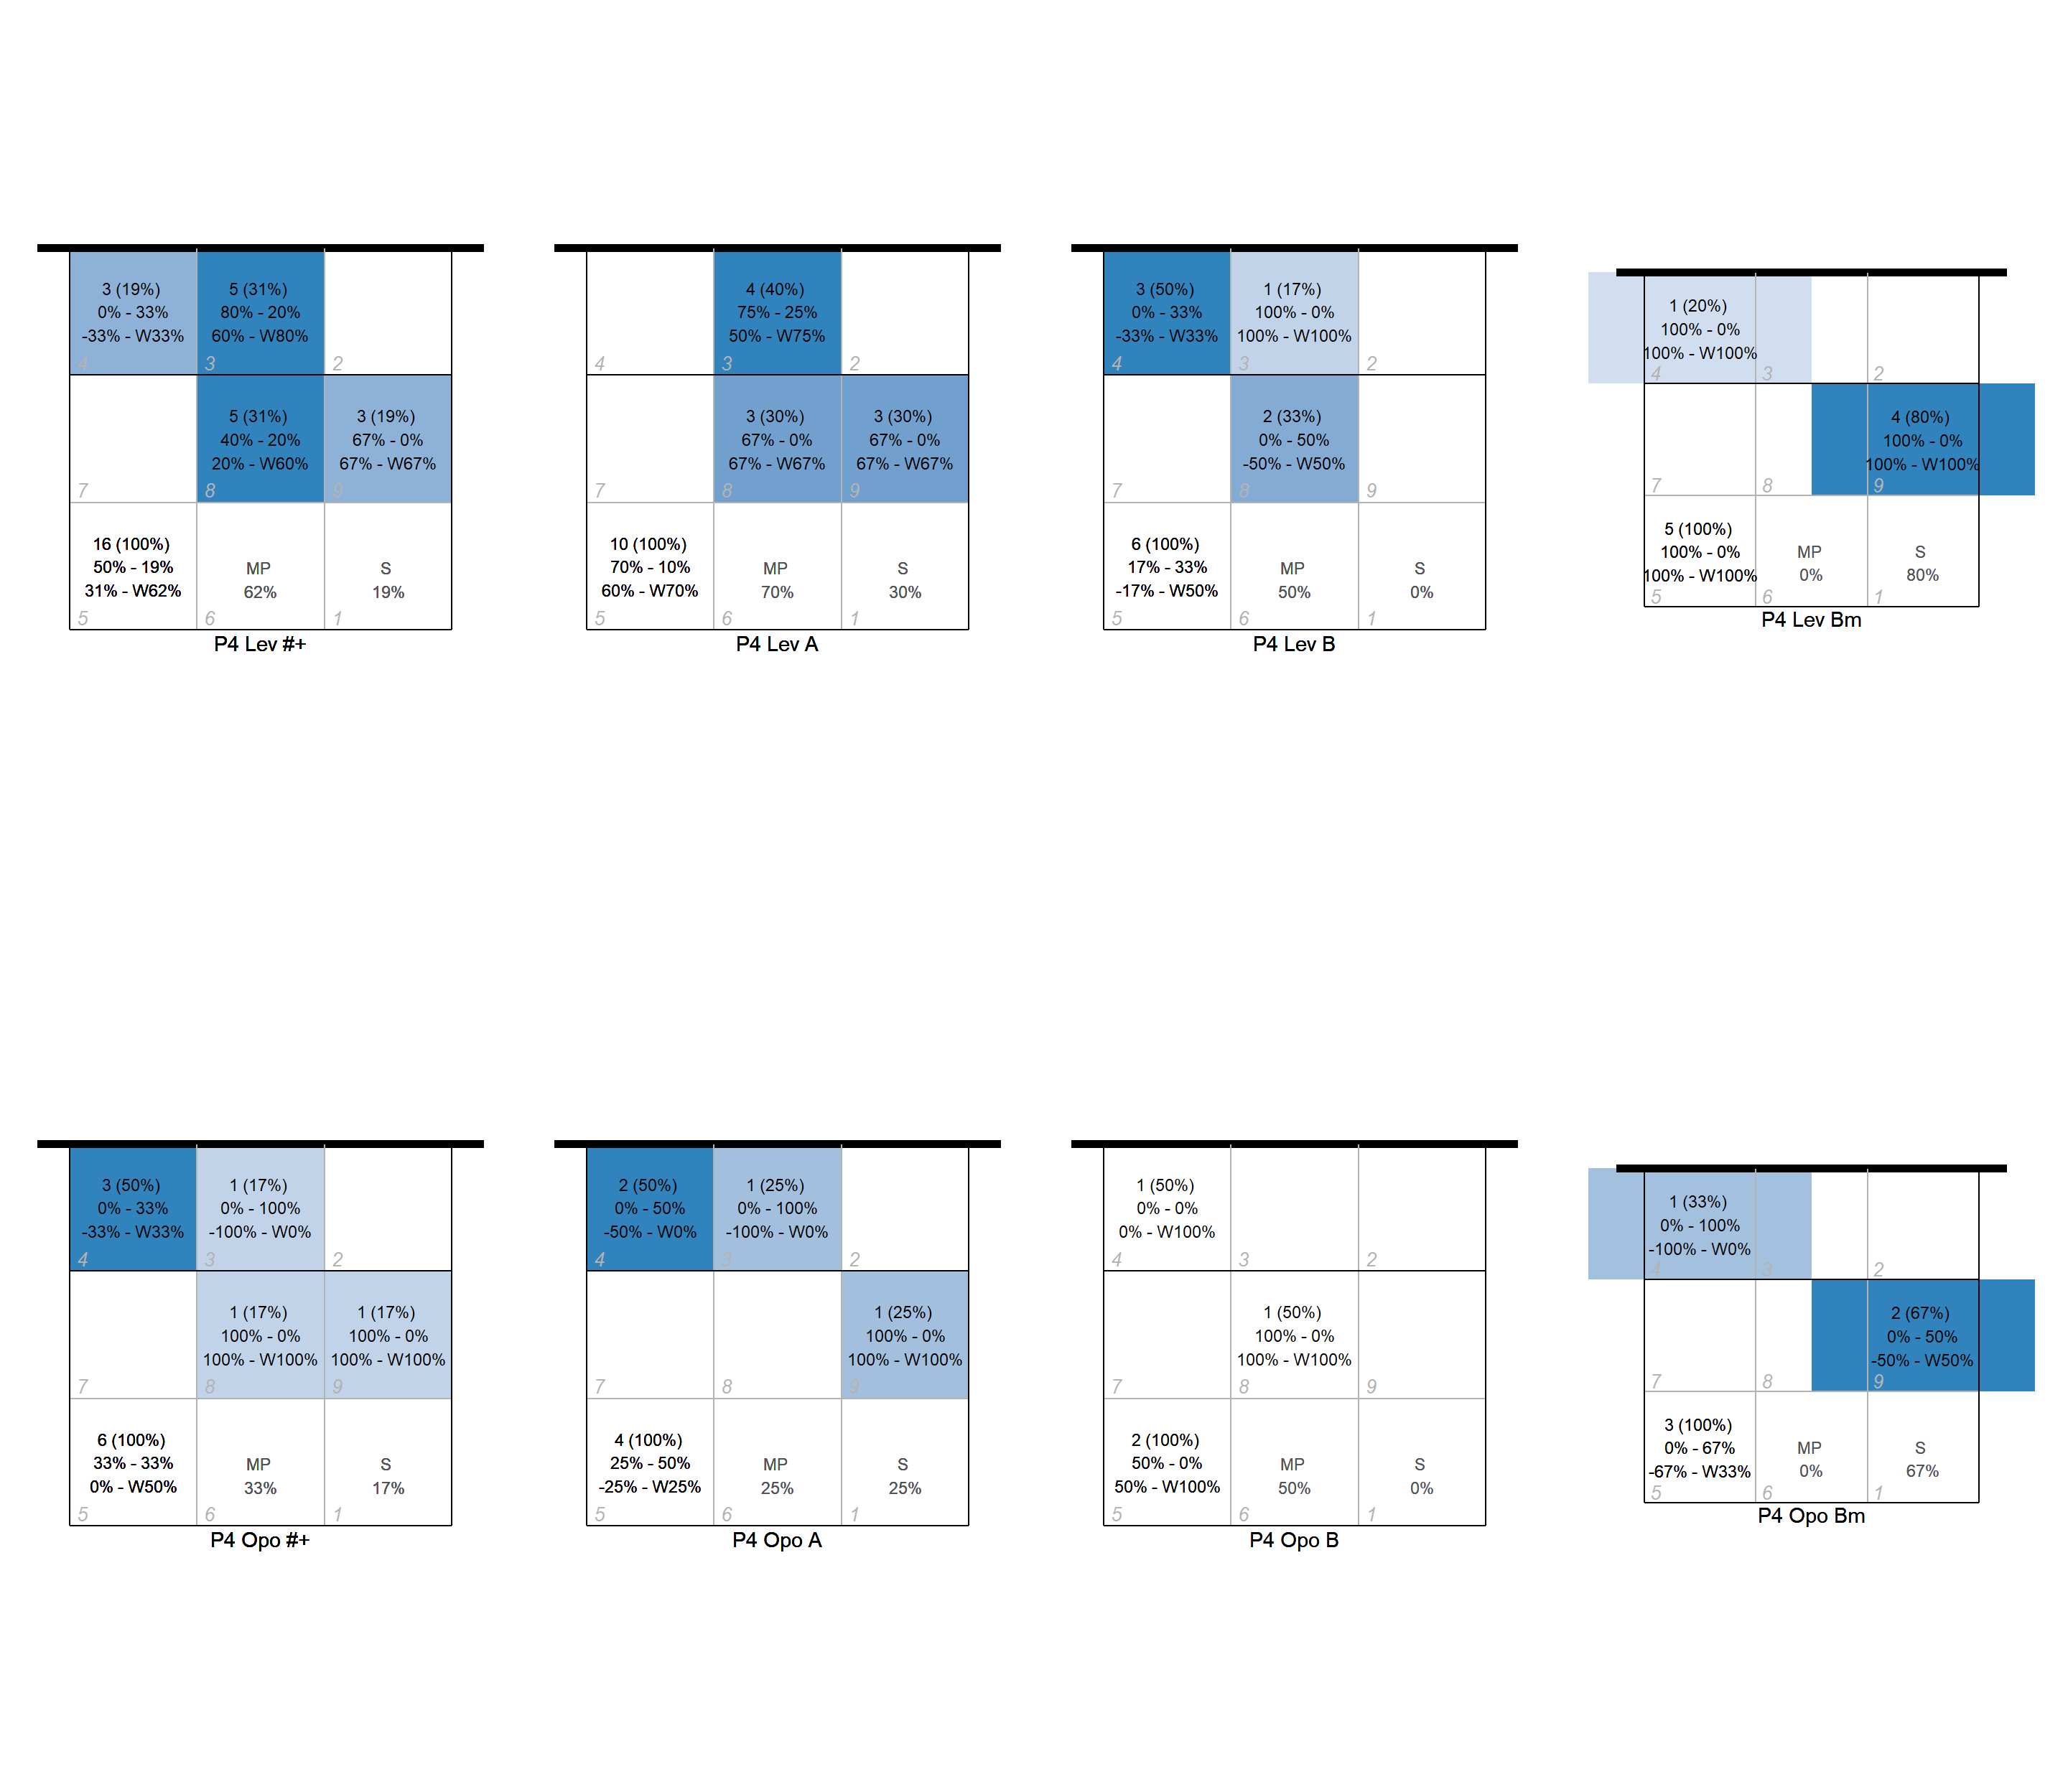 3 (19%)
0% - 33%
-33% - W33%
4
5 (31%)
80% - 20%
60% - W80%
3
2
7
5 (31%)
40% - 20%
20% - W60%
8
3 (19%)
67% - 0%
67% - W67%
9
16 (100%)
50% - 19%
31% - W62%
5
MP
62%
6
S
19%
1
P4 Lev #+
4
4 (40%)
75% - 25%
50% - W75%
3
2
7
3 (30%)
67% - 0%
67% - W67%
8
3 (30%)
67% - 0%
67% - W67%
9
10 (100%)
70% - 10%
60% - W70%
5
MP
70%
6
S
30%
1
P4 Lev A
3 (50%)
0% - 33%
-33% - W33%
4
1 (17%)
100% - 0%
100% - W100%
3
2
7
2 (33%)
0% - 50%
-50% - W50%
8
9
6 (100%)
17% - 33%
-17% - W50%
5
MP
50%
6
S
0%
1
P4 Lev B
1 (20%)
100% - 0%
100% - W100%
4
3
2
7
8
4 (80%)
100% - 0%
100% - W100%
9
5 (100%)
100% - 0%
100% - W100%
5
MP
0%
6
S
80%
1
P4 Lev Bm
3 (50%)
0% - 33%
-33% - W33%
4
1 (17%)
0% - 100%
-100% - W0%
3
2
7
1 (17%)
100% - 0%
100% - W100%
8
1 (17%)
100% - 0%
100% - W100%
9
6 (100%)
33% - 33%
0% - W50%
5
MP
33%
6
S
17%
1
P4 Opo #+
2 (50%)
0% - 50%
-50% - W0%
4
1 (25%)
0% - 100%
-100% - W0%
3
2
7
8
1 (25%)
100% - 0%
100% - W100%
9
4 (100%)
25% - 50%
-25% - W25%
5
MP
25%
6
S
25%
1
P4 Opo A
1 (50%)
0% - 0%
0% - W100%
4
3
2
7
1 (50%)
100% - 0%
100% - W100%
8
9
2 (100%)
50% - 0%
50% - W100%
5
MP
50%
6
S
0%
1
P4 Opo B
1 (33%)
0% - 100%
-100% - W0%
4
3
2
7
8
2 (67%)
0% - 50%
-50% - W50%
9
3 (100%)
0% - 67%
-67% - W33%
5
MP
0%
6
S
67%
1
P4 Opo Bm